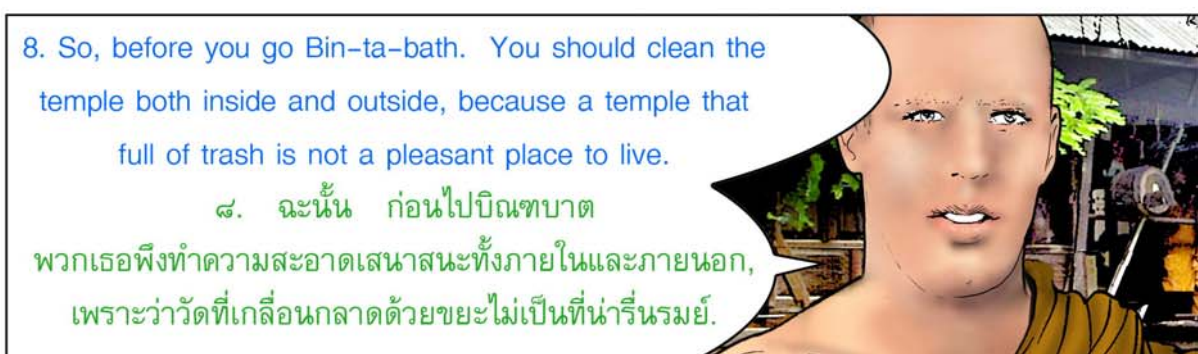 8. So, before you go Bin-ta-bath. You should clean the
temple both inside and outside, because a temple that
full of trash is not a pleasant place to live.
๘. ฉะนั้น ก่อนไปบิณฑบาต
พวกเธอพึงทำความสะอาดเสนาสนะทั้งภายในและภายนอก,
เพราะว่าวัดที่เกลื่อนกลาดด้วยขยะไม่เป็นที่น่ารื่นรมย์.